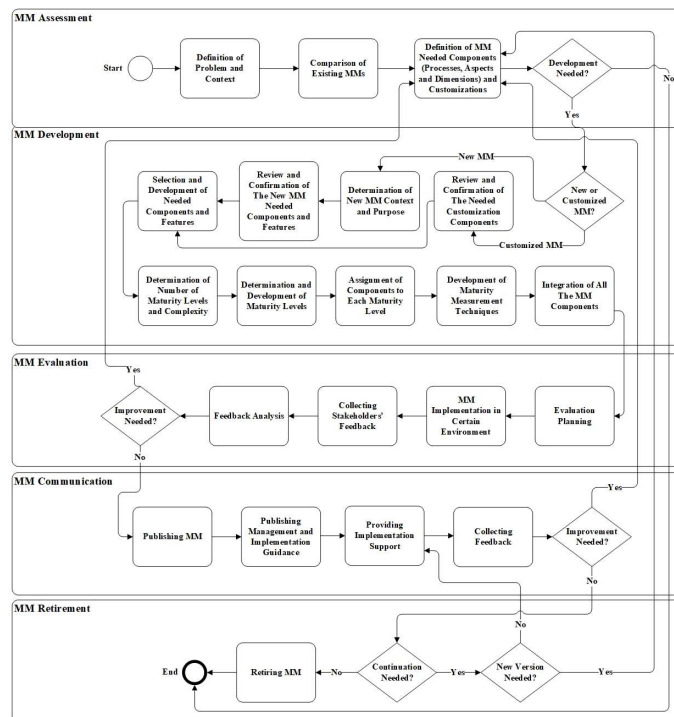 MM Assessment
Start
Definition of
Problem and
Context
Comparison of
Existing MMs
Definition of MM
Needed Components
(Processes, Aspects
and Dimensions) and
Customizations
Development
Needed?
No
Yes
MM Development
New MM
Selection and
Development of
Needed
Components
and Features
Review and
Confirmation of
The New MM
Needed
Components and
Features
Determination of
New MM Context
and Purpose
Review and
Confirmation of
The Needed
Customization
Components
New or
Customized
MM?
Customized MM
Determination of
Number of
Maturity Levels
and Complexity
Determination and
Development of
Maturity Levels
Assignment of
Components to
Each Maturity
Level
Development of
Maturity
Measurement
Techniques
Integration of All
The MM
Components
MM Evaluation
Yes
Improvement
Needed?
Feedback Analysis
Collecting
Stakeholders'
Feedback
MM
Implementation in
Certain
Environment
Evaluation
Planning
No
MM Communication
Yes
Publishing MM
Publishing
Management and
Implementation
Guidance
Providing
Implementation
Support
Collecting
Feedback
Improvement
Needed?
No
MM Retirement
No
End
Retiring MM
No
Continuation
Needed?
Yes
New Version
Needed?
Yes